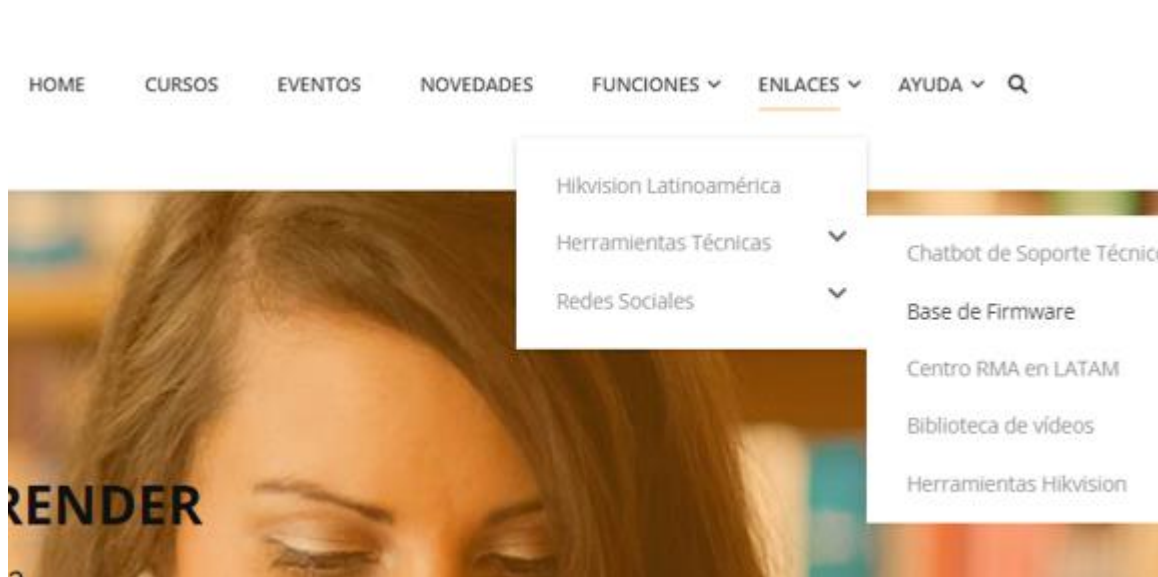 HOME CURSOS EVENTOS NOVEDADES FUNCIONES ENLACES AYUDA
Hikvision Latinoamérica
Herramientas Técnicas
Redes Sociales
Chatbot de Soporte Técnic
Base de Firmware
Centro RMA en LATAM
Biblioteca de vídeos
Herramientas Hikvision
RENDER